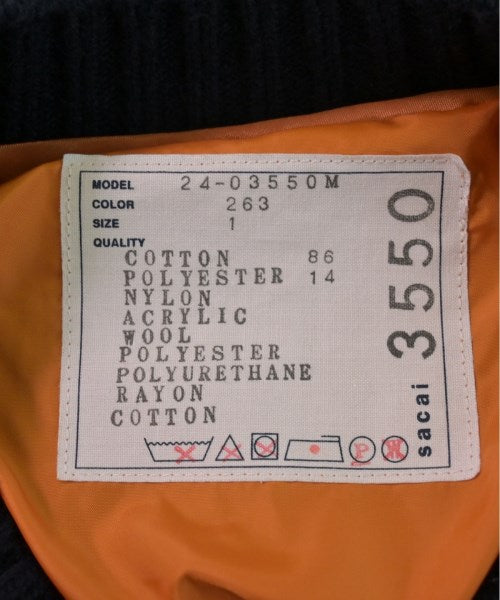 MODEL 24-03550M
COLOR 263
SIZE 1
QUALITY
COTTON 86
POLYESTER 14
NYLON
ACRYLIC
WOOL
POLYESTER
POLYURETHANE
RAYON
COTTON
P W
sacai 3550